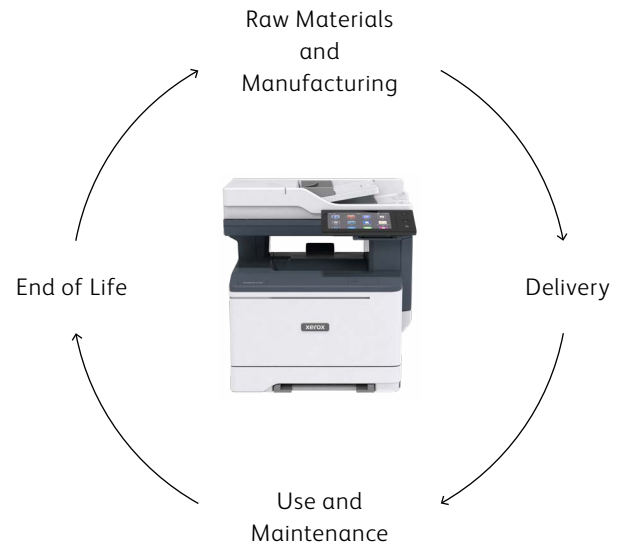 Raw Materials
and
Manufacturing
End of Life
Delivery
xerox
Use and
Maintenance